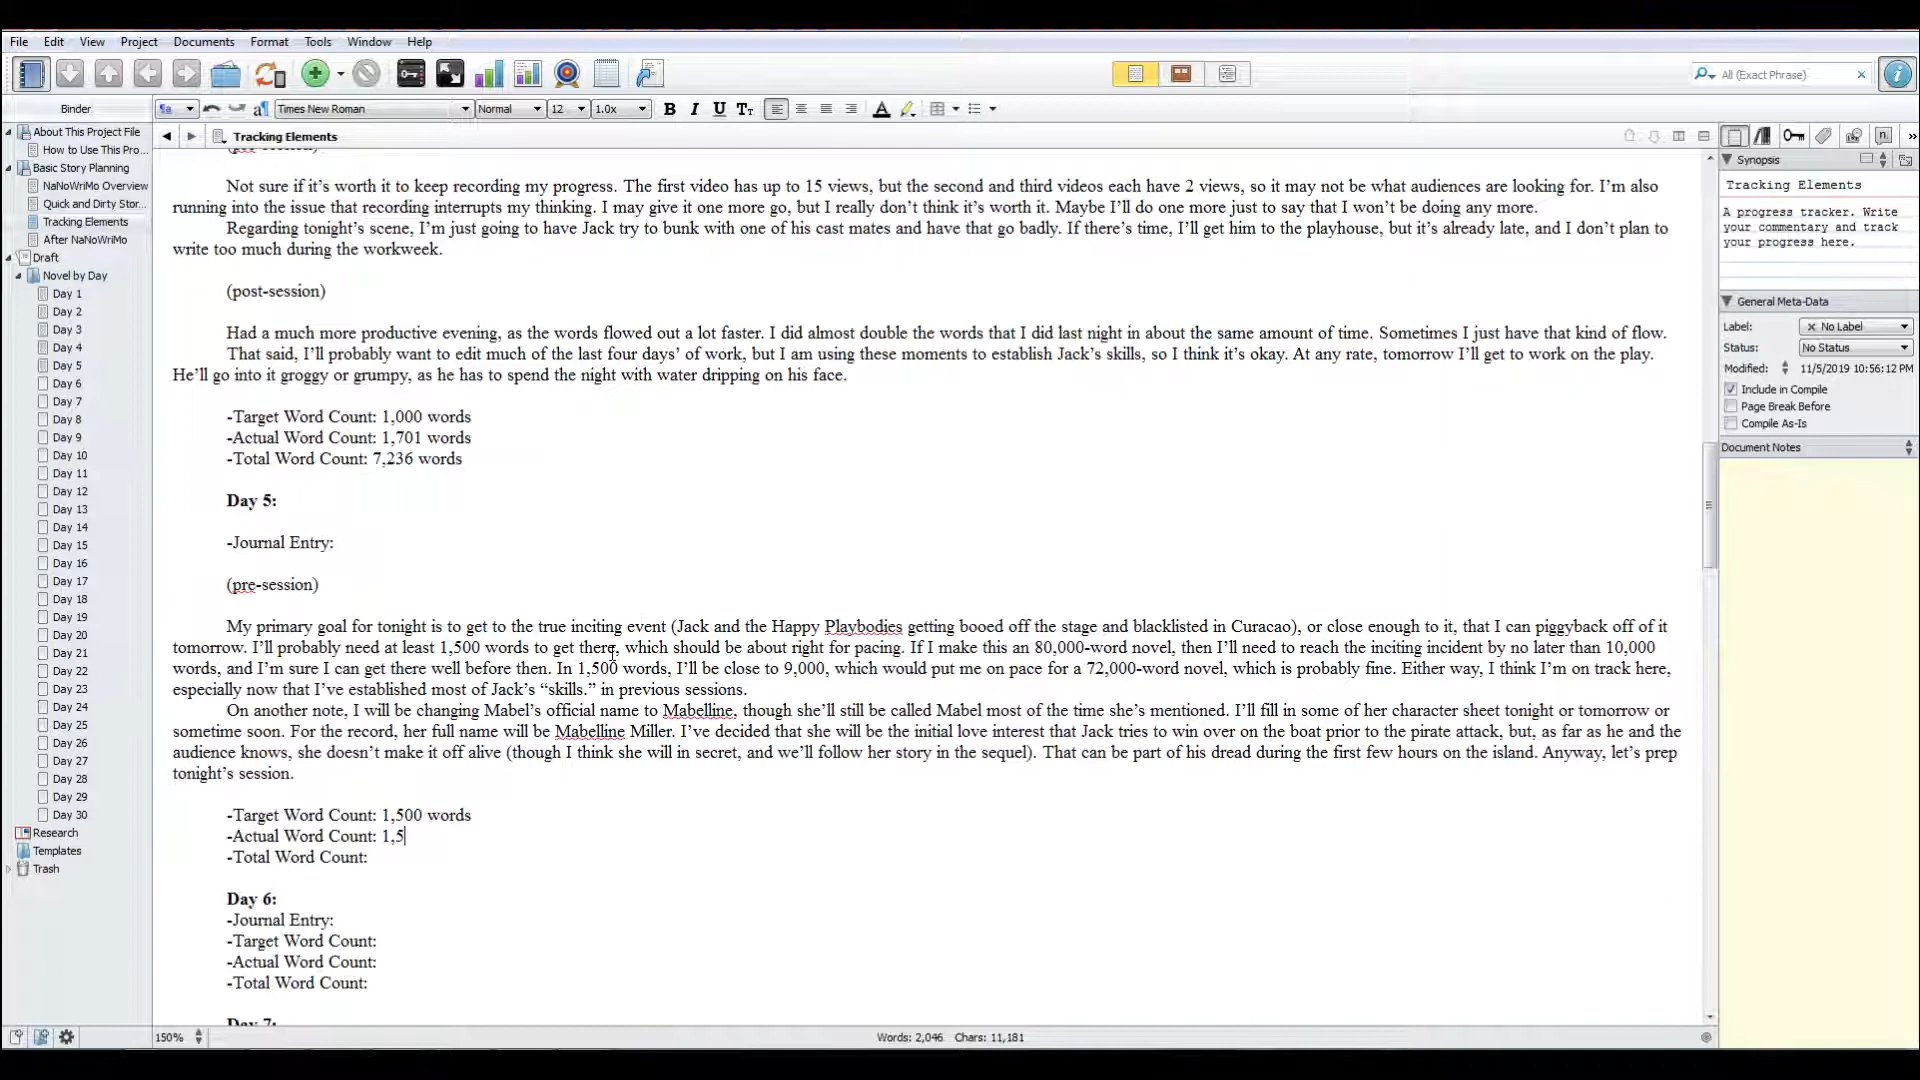 File Edit View Project Documents Format Tools Window Help
All (Exact Phrase)
Binder
Times New Roman Normal 12 1.0x B I U
Tracking Elements
About This Project File
How to Use This Pro...
Basic Story Planning
NaNoWriMo Overview
Quick and Dirty Stor...
Tracking Elements
After NaNoWriMo
Draft
Novel by Day
Day 1
Day 2
Day 3
Day 4
Day 5
Day 6
Day 7
Day 8
Day 9
Day 10
Day 11
Day 12
Day 13
Day 14
Day 15
Day 16
Day 17
Day 18
Day 19
Day 20
Day 21
Day 22
Day 23
Day 24
Day 25
Day 26
Day 27
Day 28
Day 29
Day 30
Research
Templates
Trash
Not sure if it’s worth it to keep recording my progress. The first video has up to 15 views, but the second and third videos each have 2 views, so it may not be what audiences are looking for. I’m also
running into the issue that recording interrupts my thinking. I may give it one more go, but I really don’t think it’s worth it. Maybe I’ll do one more just to say that I won’t be doing any more.
Regarding tonight’s scene, I’m just going to have Jack try to bunk with one of his cast mates and have that go badly. If there’s time, I’ll get him to the playhouse, but it’s already late, and I don’t plan to
write too much during the workweek.
(post-session)
Had a much more productive evening, as the words flowed out a lot faster. I did almost double the words that I did last night in about the same amount of time. Sometimes I just have that kind of flow.
That said, I’ll probably want to edit much of the last four days’ of work, but I am using these moments to establish Jack’s skills, so I think it’s okay. At any rate, tomorrow I’ll get to work on the play.
He’ll go into it groggy or grumpy, as he has to spend the night with water dripping on his face.
-Target Word Count: 1,000 words
-Actual Word Count: 1,701 words
-Total Word Count: 7,236 words
Day 5:
-Journal Entry:
(pre-session)
My primary goal for tonight is to get to the true inciting event (Jack and the Happy Playbodies getting booed off the stage and blacklisted in Curacao), or close enough to it, that I can piggyback off of it
tomorrow. I’ll probably need at least 1,500 words to get there, which should be about right for pacing. If I make this an 80,000-word novel, then I’ll need to reach the inciting incident by no later than 10,000
words, and I’m sure I can get there well before then. In 1,500 words, I’ll be close to 9,000, which would put me on pace for a 72,000-word novel, which is probably fine. Either way, I think I’m on track here,
especially now that I’ve established most of Jack’s “skills.” in previous sessions.
On another note, I will be changing Mabel’s official name to Mabelline, though she’ll still be called Mabel most of the time she’s mentioned. I’ll fill in some of her character sheet tonight or tomorrow or
sometime soon. For the record, her full name will be Mabelline Miller. I’ve decided that she will be the initial love interest that Jack tries to win over on the boat prior to the pirate attack, but, as far as he and the
audience knows, she doesn’t make it off alive (though I think she will in secret, and we’ll follow her story in the sequel). That can be part of his dread during the first few hours on the island. Anyway, let’s prep
tonight’s session.
-Target Word Count: 1,500 words
-Actual Word Count: 1,5
-Total Word Count:
Day 6:
-Journal Entry:
-Target Word Count:
-Actual Word Count:
-Total Word Count:
Day 7:
150%
Words: 2,046 Chars: 11,181
Synopsis
Tracking Elements
A progress tracker. Write
your commentary and track
your progress here.
General Meta-Data
Label: No Label
Status: No Status
Modified: 11/5/2019 10:56:12 PM
Include in Compile
Page Break Before
Compile As-Is
Document Notes